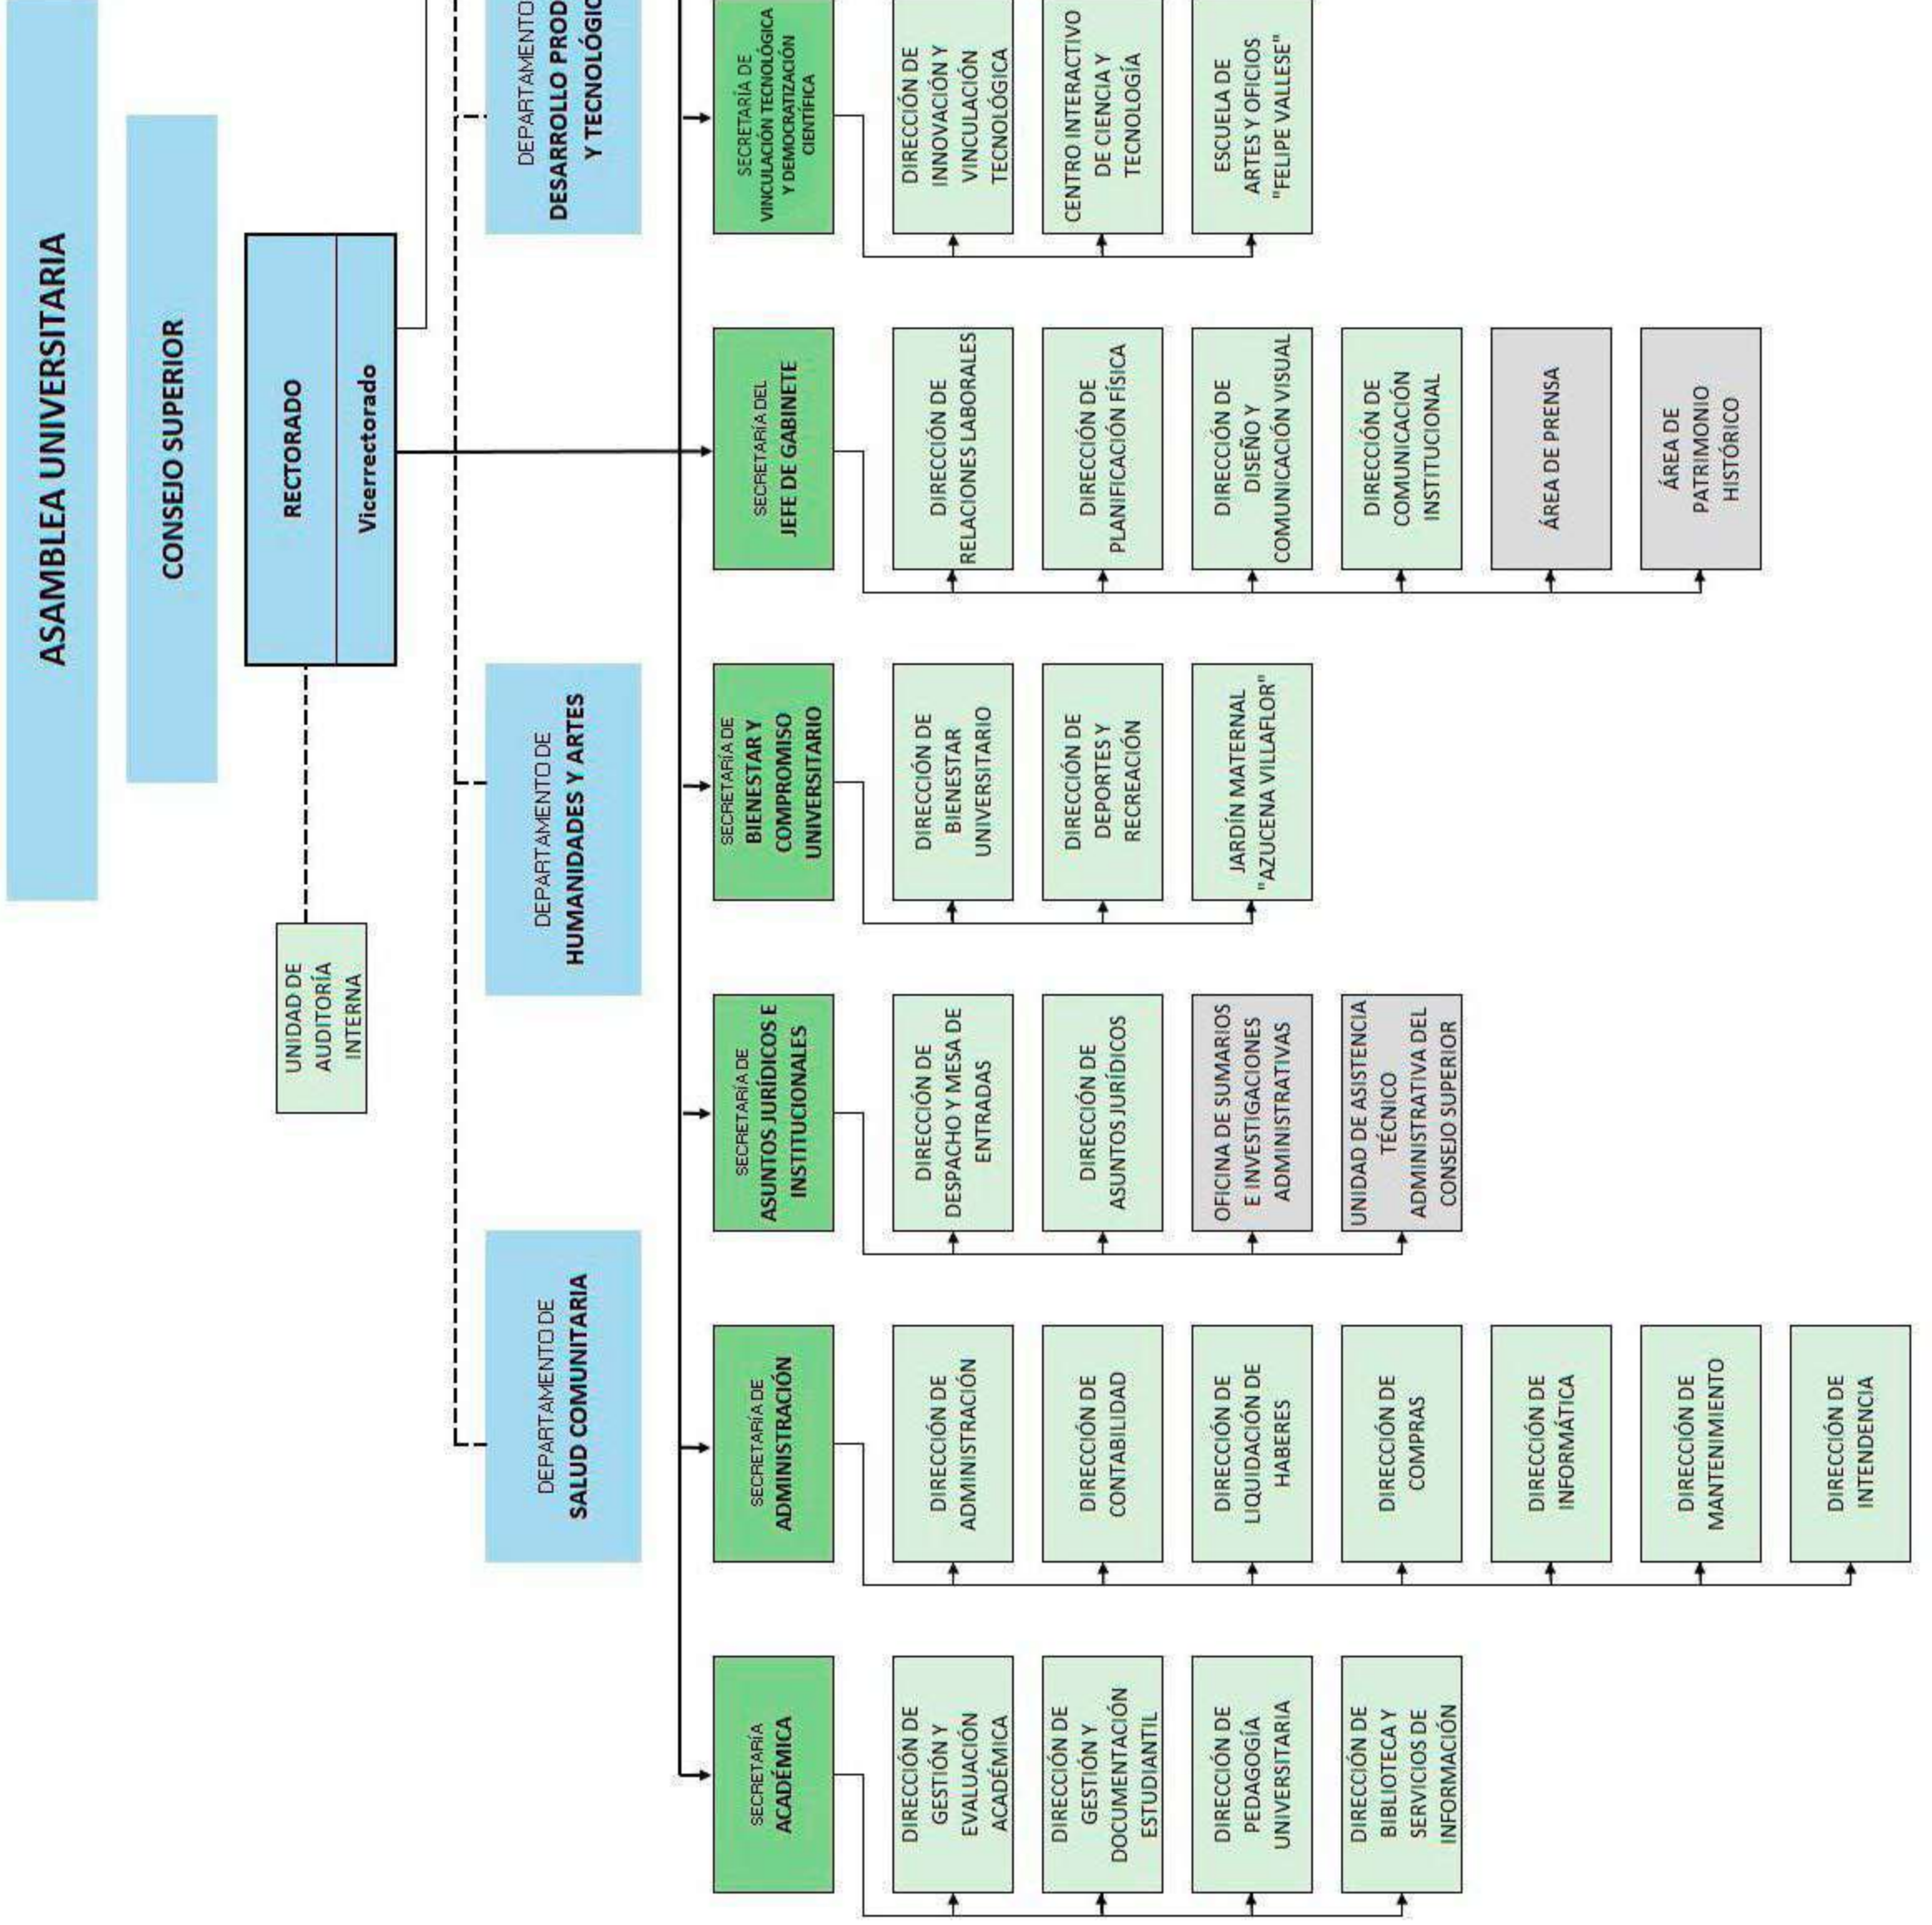 ASAMBLEA UNIVERSITARIA
CONSEJO SUPERIOR
RECTORADO
Vicerrectorado
UNIDAD DE
AUDITORÍA
INTERNA
DEPARTAMENTO DE
SALUD COMUNITARIA
DEPARTAMENTO DE
HUMANIDADES Y ARTES
DEPARTAMENTO
DESARROLLO PROD
Y TECNOLÓGIC
SECRETARÍA
ACADÉMICA
DIRECCIÓN DE
GESTIÓN Y
EVALUACIÓN
ACADÉMICA
DIRECCIÓN DE
GESTIÓN Y
DOCUMENTACIÓN
ESTUDIANTIL
DIRECCIÓN DE
PEDAGOGÍA
UNIVERSITARIA
DIRECCIÓN DE
BIBLIOTECA Y
SERVICIOS DE
INFORMACIÓN
SECRETARÍA DE
ADMINISTRACIÓN
DIRECCIÓN DE
ADMINISTRACIÓN
DIRECCIÓN DE
CONTABILIDAD
DIRECCIÓN DE
LIQUIDACIÓN DE
HABERES
DIRECCIÓN DE
COMPRAS
DIRECCIÓN DE
INFORMÁTICA
DIRECCIÓN DE
MANTENIMIENTO
DIRECCIÓN DE
INTENDENCIA
SECRETARÍA DE
ASUNTOS JURÍDICOS E
INSTITUCIONALES
DIRECCIÓN DE
DESPACHO Y MESA DE
ENTRADAS
DIRECCIÓN DE
ASUNTOS JURÍDICOS
OFICINA DE SUMARIOS
E INVESTIGACIONES
ADMINISTRATIVAS
UNIDAD DE ASISTENCIA
TÉCNICO
ADMINISTRATIVA DEL
CONSEJO SUPERIOR
SECRETARÍA DE
BIENESTAR Y
COMPROMISO
UNIVERSITARIO
DIRECCIÓN DE
BIENESTAR
UNIVERSITARIO
DIRECCIÓN DE
DEPORTES Y
RECREACIÓN
JARDÍN MATERNAL
"AZUCENA VILLAFLOR"
SECRETARÍA DEL
JEFE DE GABINETE
DIRECCIÓN DE
RELACIONES LABORALES
DIRECCIÓN DE
PLANIFICACIÓN FÍSICA
DIRECCIÓN DE
DISEÑO Y
COMUNICACIÓN VISUAL
DIRECCIÓN DE
COMUNICACIÓN
INSTITUCIONAL
ÁREA DE PRENSA
ÁREA DE
PATRIMONIO
HISTÓRICO
SECRETARÍA DE
VINCULACIÓN TECNOLÓGICA
Y DEMOCRATIZACIÓN
CIENTÍFICA
DIRECCIÓN DE
INNOVACIÓN Y
VINCULACIÓN
TECNOLÓGICA
CENTRO INTERACTIVO
DE CIENCIA Y
TECNOLOGÍA
ESCUELA DE
ARTES Y OFICIOS
"FELIPE VALLESE"